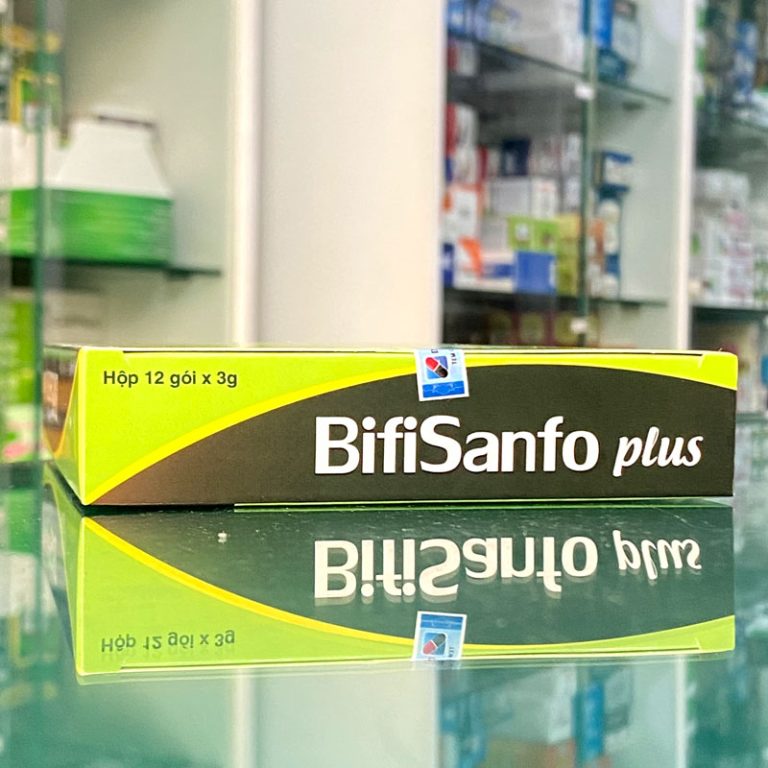 Hộp 12 gói x 3g
BifiSanfo plus